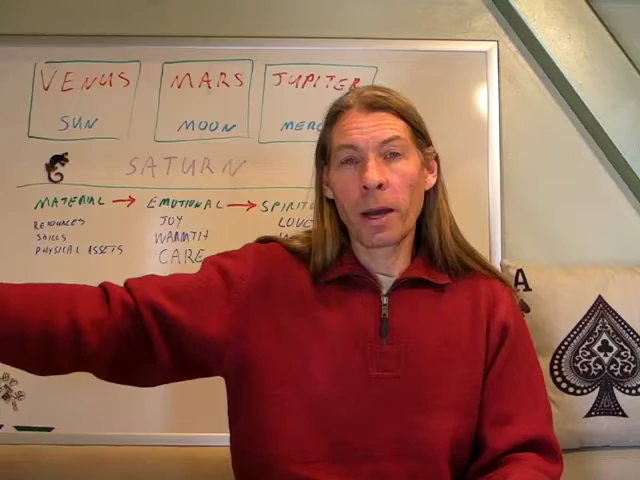 VENUS MARS JUPITER
SUN MOON
SATURN
MATERIAL → EMOTIONAL →
RESOURCES JOY
SKILLS WARMTH
PHYSICAL ASSETS CARE
A